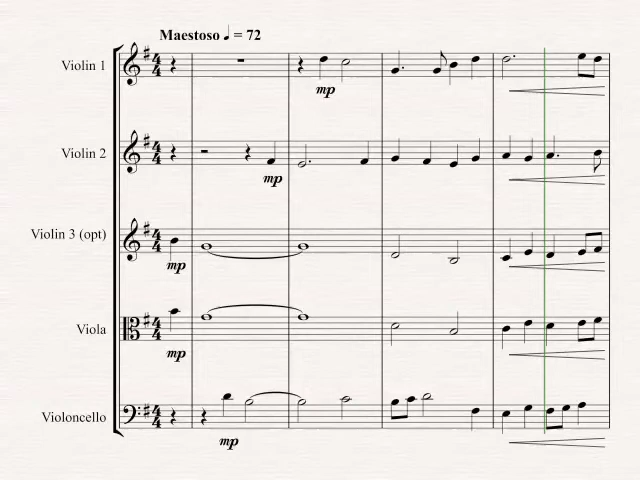 Maestoso ♩ = 72
Violin 1
mp
Violin 2
mp
Violin 3 (opt)
mp
Viola
mp
Violoncello
mp